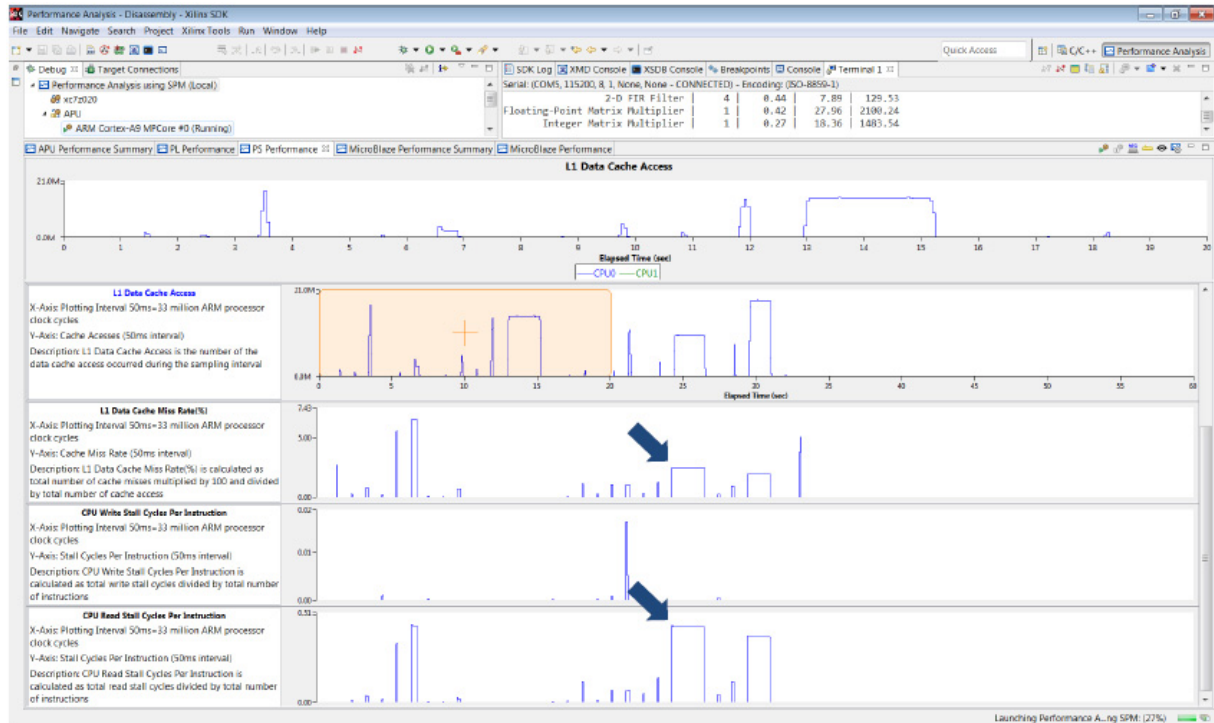 Performance Analysis - Disassembly - Xilinx SDK
File Edit Navigate Search Project Xilinx Tools Run Window Help
Quick Access C/C++ Performance Analysis
Debug Target Connections
SDK Log XMD Console XSDB Console Breakpoints Console Terminal 1
Performance Analysis using SPM (Local)
xc7z020
APU
ARM Cortex-A9 MPCore #0 (Running)
Serial: (COM5, 115200, 8, 1, None, None - CONNECTED) - Encoding: (ISO-8859-1)
2-D FIR Filter | 4 | 0.44 | 7.89 | 129.53
Floating-Point Matrix Multiplier | 1 | 0.42 | 27.96 | 2100.24
Integer Matrix Multiplier | 1 | 0.27 | 18.36 | 1483.54
APU Performance Summary PL Performance PS Performance MicroBlaze Performance Summary MicroBlaze Performance
L1 Data Cache Access
21.0M
0.0M
0 1 2 3 4 5 6 7 8 9 10 11 12 13 14 15 16 17 18 19 20
Elapsed Time (sec)
CPU0 CPU1
L1 Data Cache Access
X-Axis: Plotting Interval 50ms=33 million ARM processor
clock cycles
Y-Axis: Cache Acesses (50ms interval)
Description: L1 Data Cache Access is the number of the
data cache access occurred during the sampling interval
21.0M
0.0M
0 5 10 15 20 25 30 35 40 45 50 55 60
Elapsed Time (sec)
L1 Data Cache Miss Rate(%)
X-Axis: Plotting Interval 50ms=33 million ARM processor
clock cycles
Y-Axis: Cache Miss Rate (50ms interval)
Description: L1 Data Cache Miss Rate(%) is calculated as
total number of cache misses multiplied by 100 and divided
by total number of cache access
7.43
5.00
0.00
CPU Write Stall Cycles Per Instruction
X-Axis: Plotting Interval 50ms=33 million ARM processor
clock cycles
Y-Axis: Stall Cycles Per Instruction (50ms interval)
Description: CPU Write Stall Cycles Per Instruction is
calculated as total write stall cycles divided by total number
of instructions
0.02
0.01
0.00
CPU Read Stall Cycles Per Instruction
X-Axis: Plotting Interval 50ms=33 million ARM processor
clock cycles
Y-Axis: Stall Cycles Per Instruction (50ms interval)
Description: CPU Read Stall Cycles Per Instruction is
calculated as total read stall cycles divided by total number
of instructions
0.51
0.00
Launching Performance A...ng SPM: (27%)